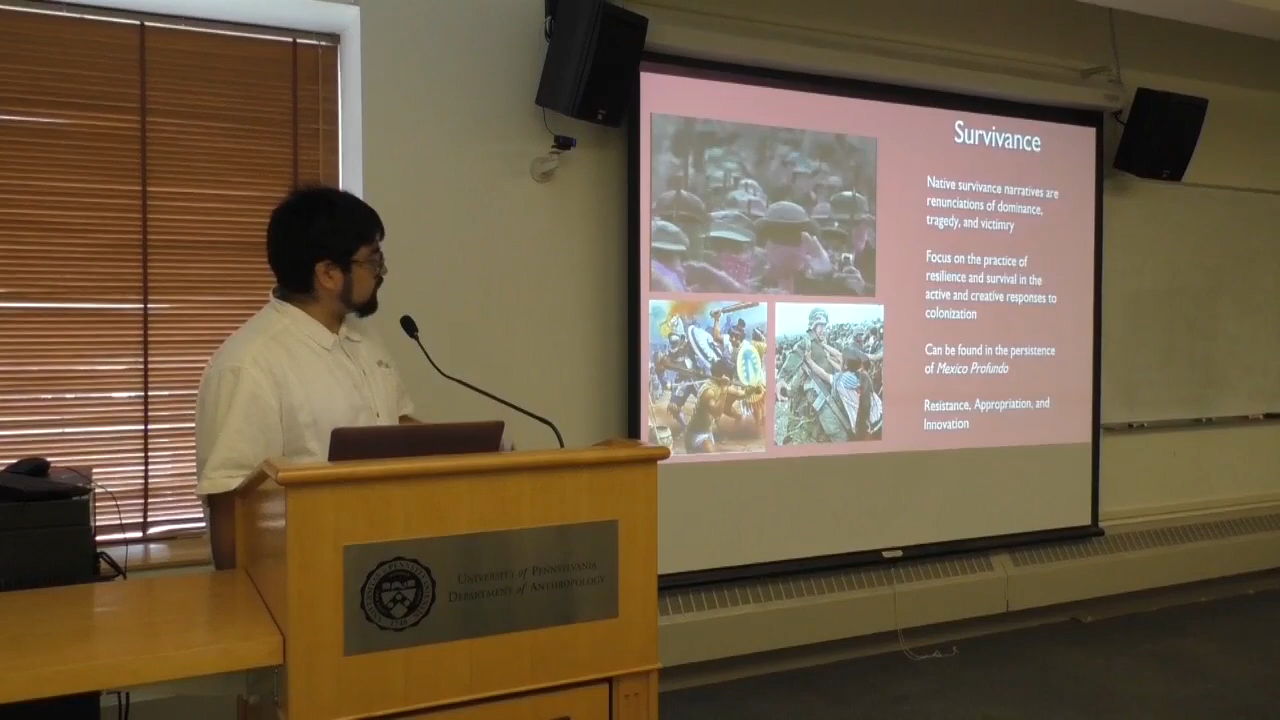 Survivance
Native survivance narratives are
renunciations of dominance,
tragedy, and victimry
Focus on the practice of
resilience and survival in the
active and creative responses to
colonization
Can be found in the persistence
of Mexico Profundo
Resistance, Appropriation, and
Innovation
UNIVERSITY of PENNSYLVANIA
DEPARTMENT of ANTHROPOLOGY